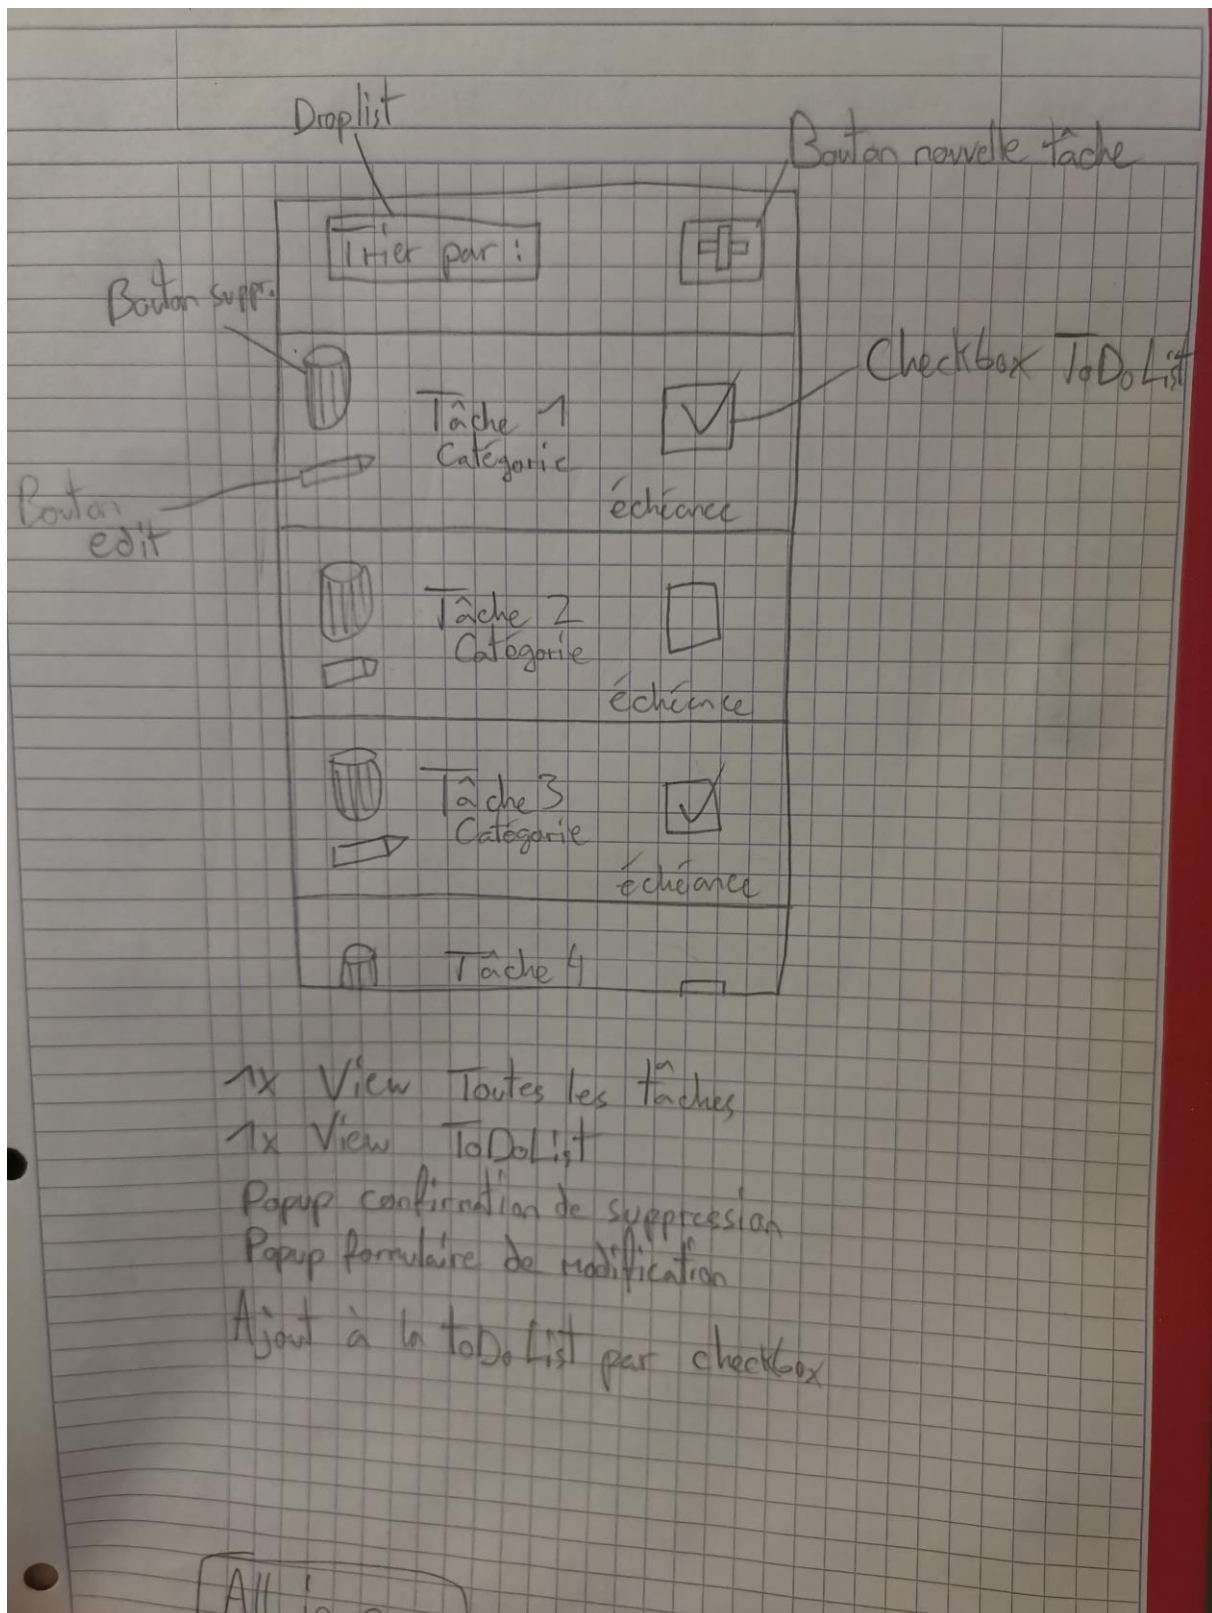 Droplist
Bouton nouvelle tâche
Trier par :
Bouton suppr.
Checkbox ToDoList
Tâche 1
Catégorie
échéance
Bouton
edit
Tâche 2
Catégorie
échéance
Tâche 3
Catégorie
échéance
Tâche 4
1x View Toutes les tâches
1x View ToDoList
Popup confirmation de suppression
Popup formulaire de modification
Ajout à la toDoList par checkbox
All